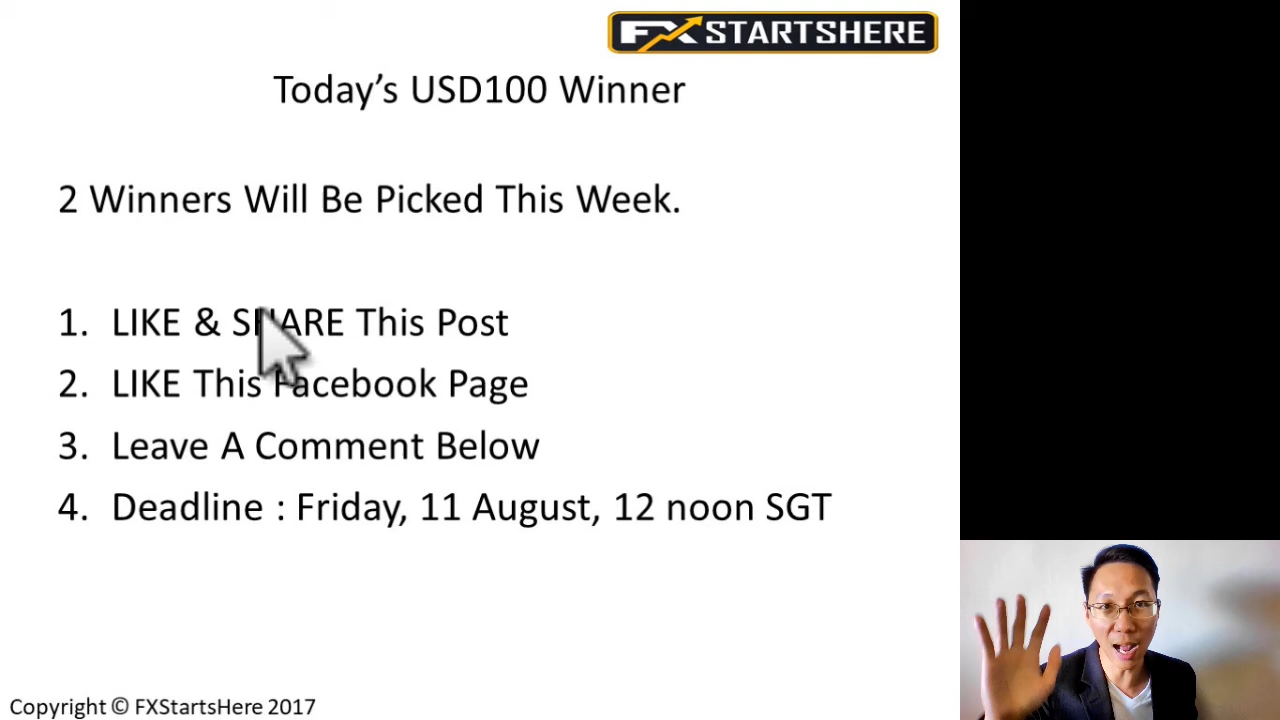 FX STARTSHERE
Today's USD100 Winner
2 Winners Will Be Picked This Week.
1. LIKE & SHARE This Post
2. LIKE This Facebook Page
3. Leave A Comment Below
4. Deadline : Friday, 11 August, 12 noon SGT
Copyright © FXStartsHere 2017